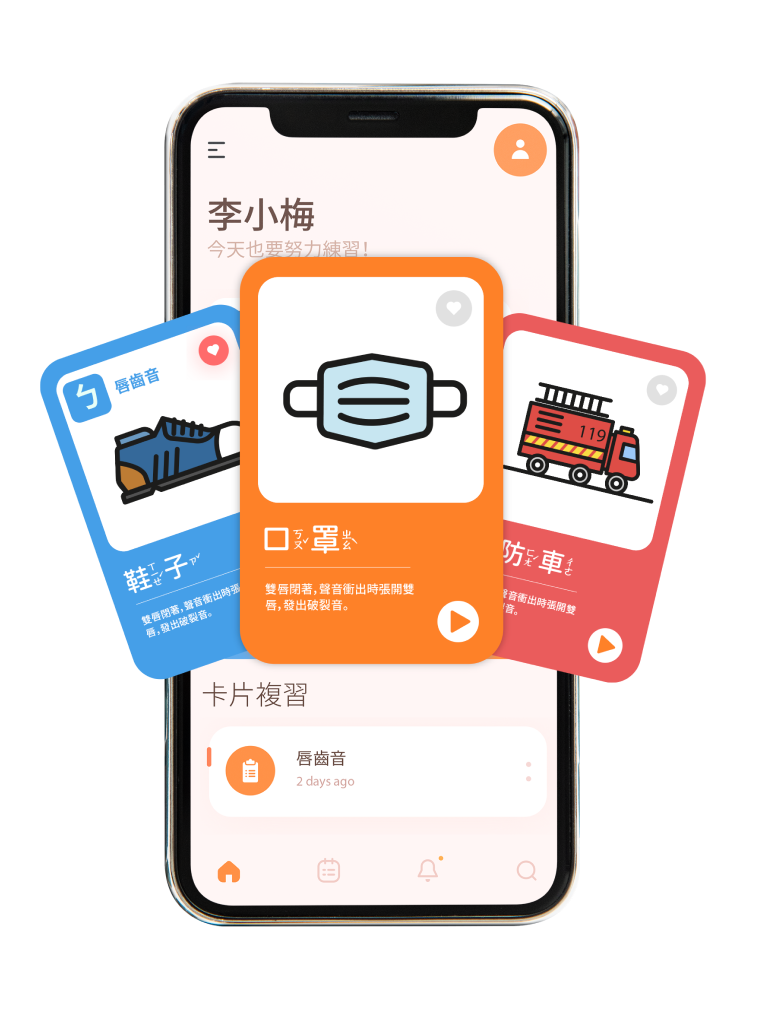 李小梅
今天也要努力練習！
ㄅ
唇齒音
鞋ㄒㄧㄝˊ子ㄗˇ
雙唇閉著，聲音衝出時張
唇，發出破裂音。
口ㄎㄡˇ罩ㄓㄠˋ
雙唇閉著，聲音衝出時張開雙
唇，發出破裂音。
119
防ㄈㄤˊ車ㄔㄜ
聲音衝出時張開雙
音。
卡片複習
唇齒音
2 days ago